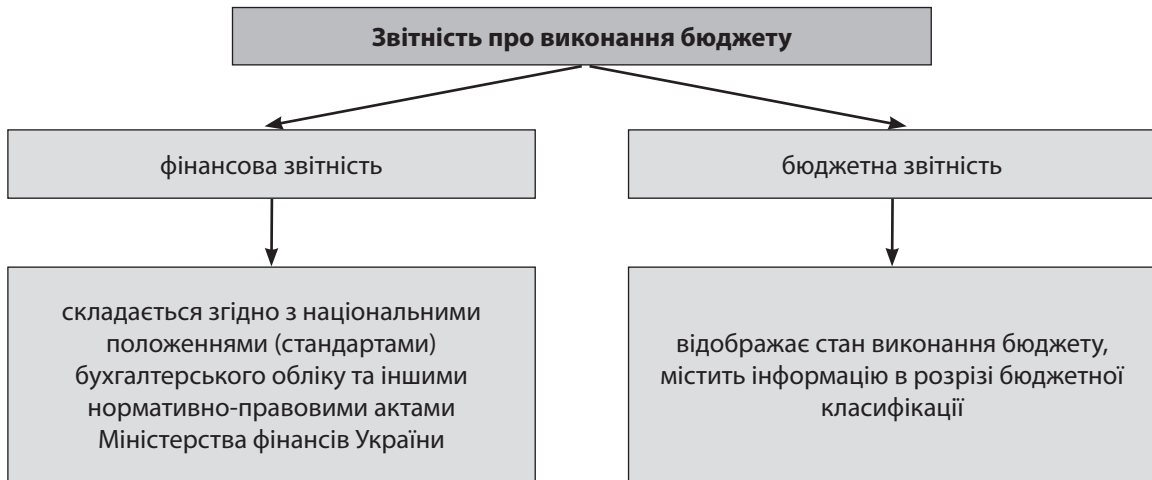 Звітність про виконання бюджету
фінансова звітність
бюджетна звітність
складається згідно з національними
положеннями (стандартами)
бухгалтерського обліку та іншими
нормативно-правовими актами
Міністерства фінансів України
відображає стан виконання бюджету,
містить інформацію в розрізі бюджетної
класифікації